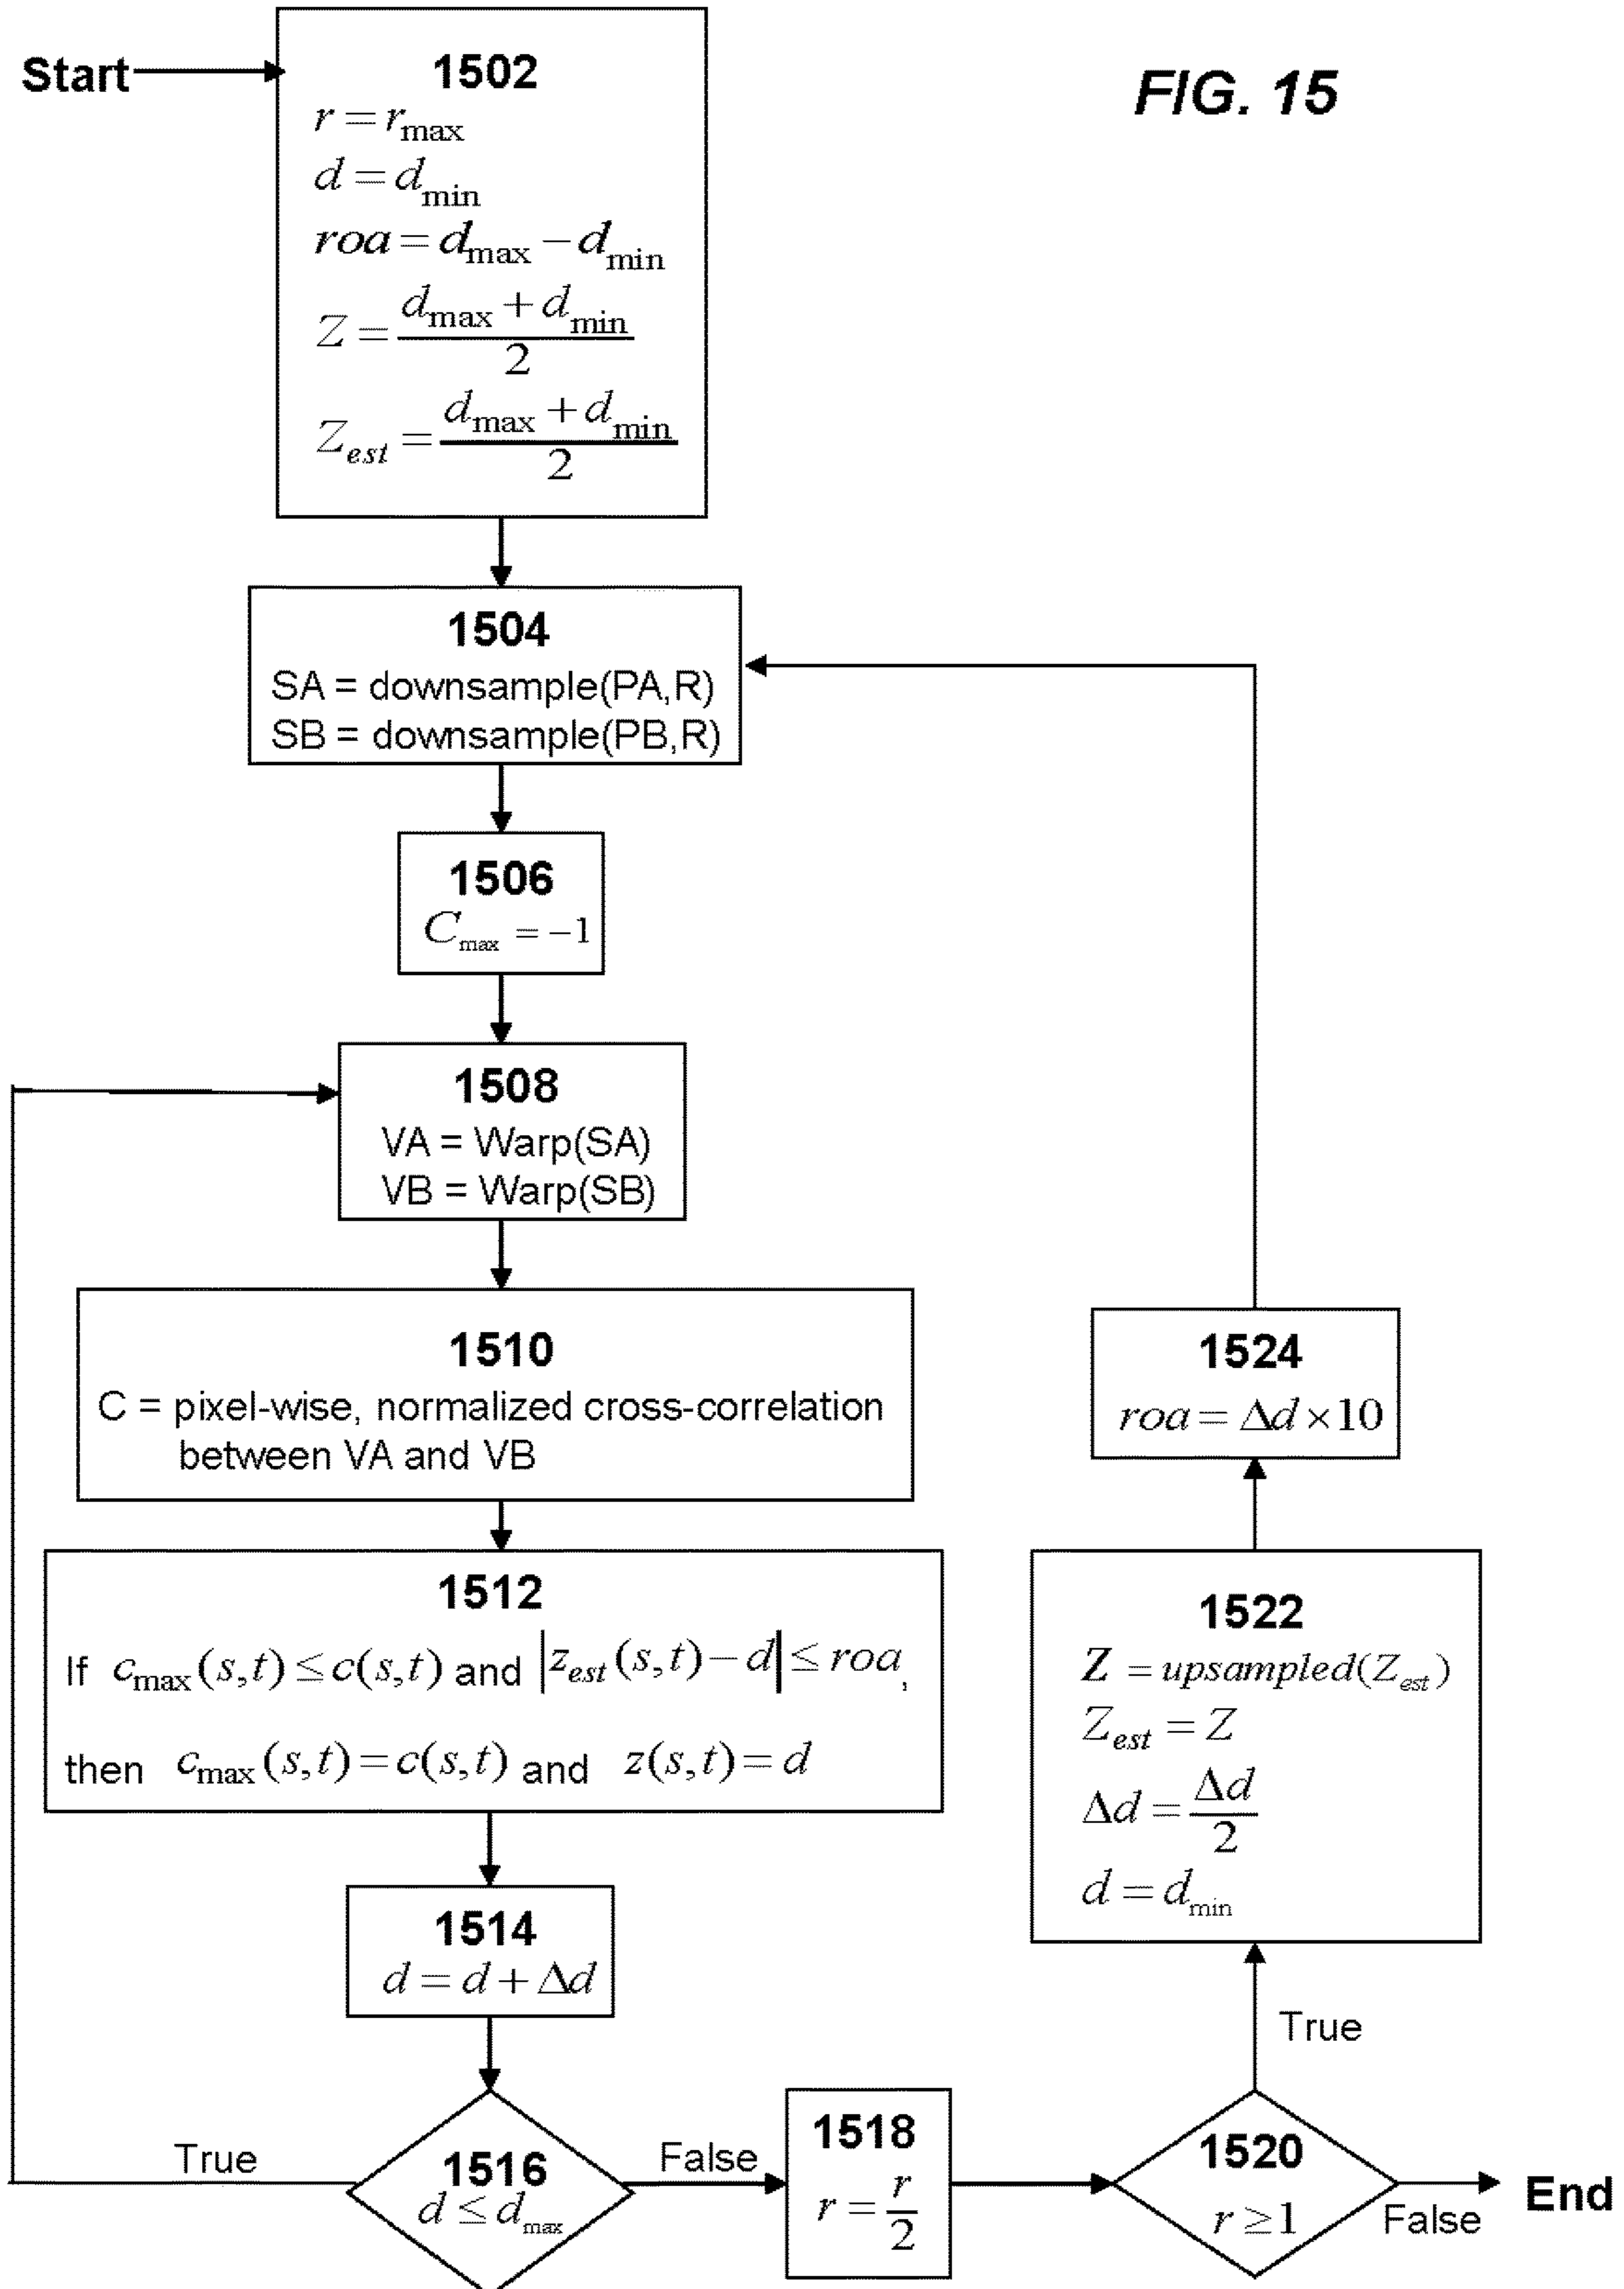 FIG. 15
Start
1502
r = r_max
d = d_min
roa = d_max − d_min
Z = (d_max + d_min) / 2
Z_est = (d_max + d_min) / 2
1504
SA = downsample(PA,R)
SB = downsample(PB,R)
1506
C_max = −1
1508
VA = Warp(SA)
VB = Warp(SB)
1510
C = pixel-wise, normalized cross-correlation
between VA and VB
1512
If c_max(s,t) ≤ c(s,t) and |z_est(s,t) − d| ≤ roa,
then c_max(s,t) = c(s,t) and z(s,t) = d
1514
d = d + Δd
1516
d ≤ d_max
True
False
1518
r = r/2
1520
r ≥ 1
False
End
True
1522
Z = upsampled(Z_est)
Z_est = Z
Δd = Δd/2
d = d_min
1524
roa = Δd × 10